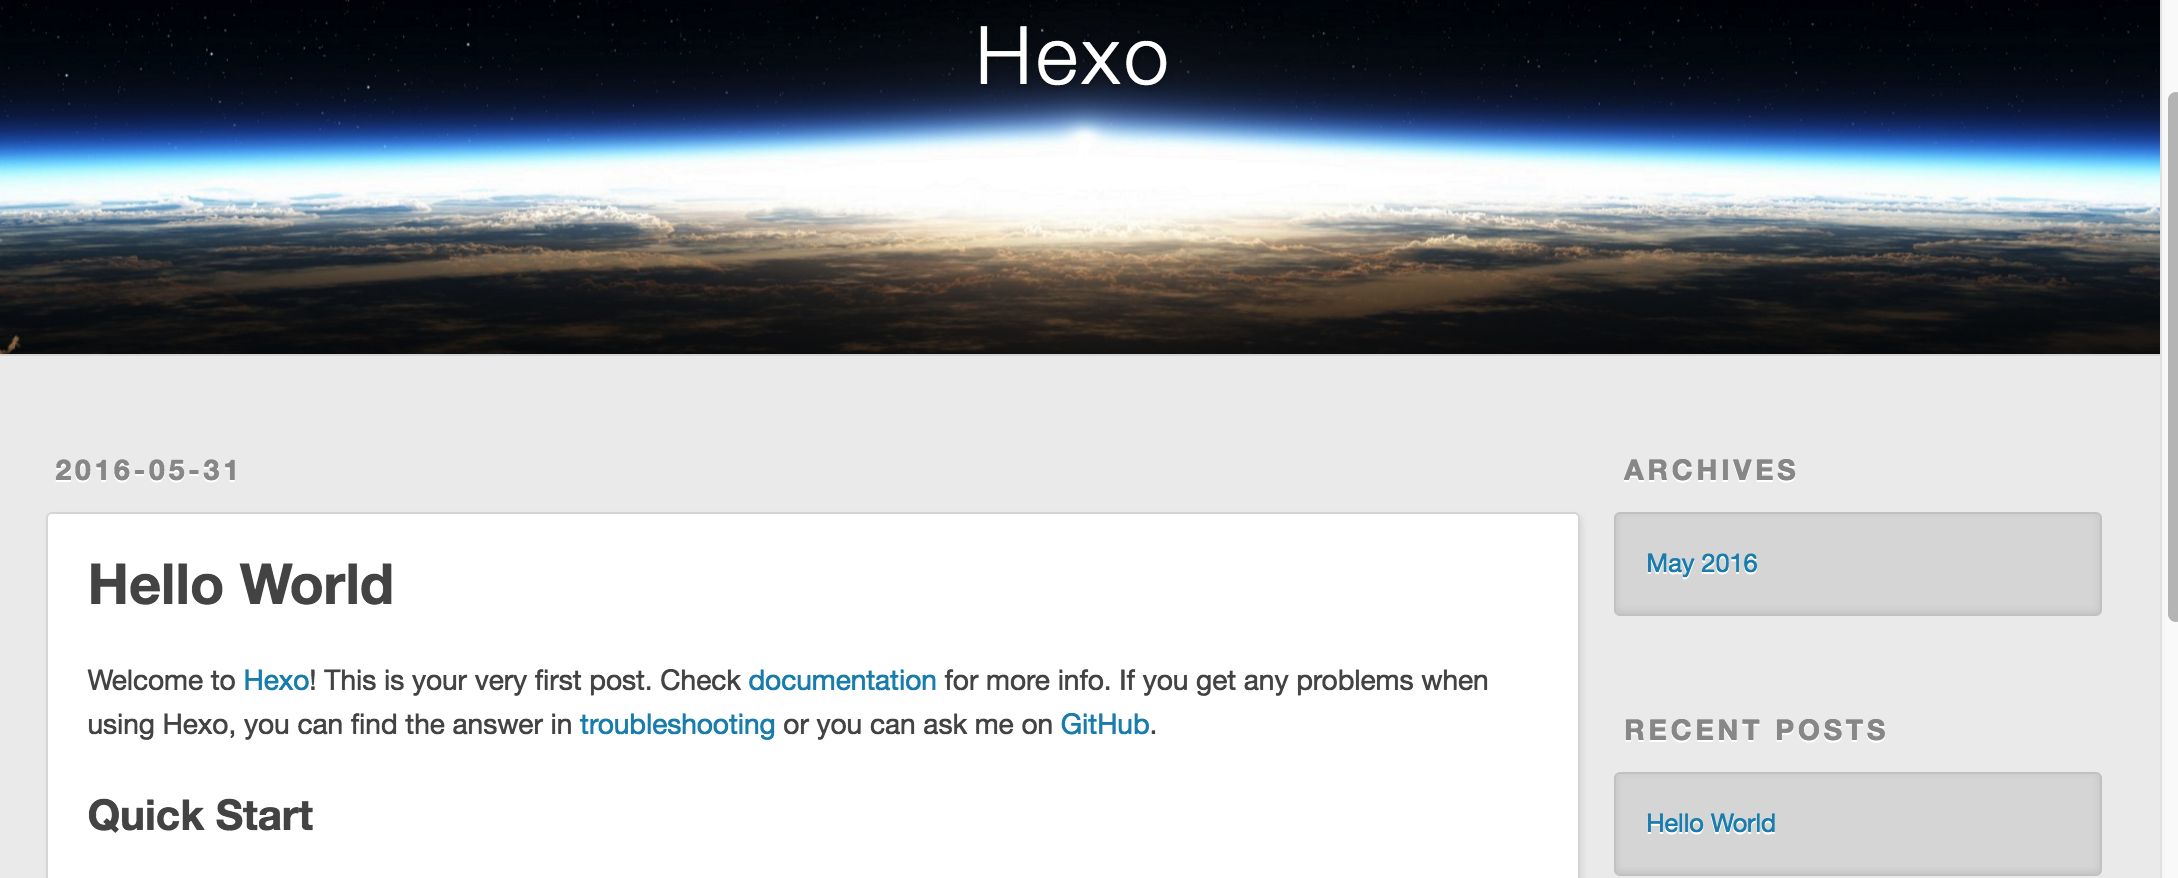 Hexo
2016-05-31
Hello World
Welcome to Hexo! This is your very first post. Check documentation for more info. If you get any problems when
using Hexo, you can find the answer in troubleshooting or you can ask me on GitHub.
Quick Start
ARCHIVES
May 2016
RECENT POSTS
Hello World